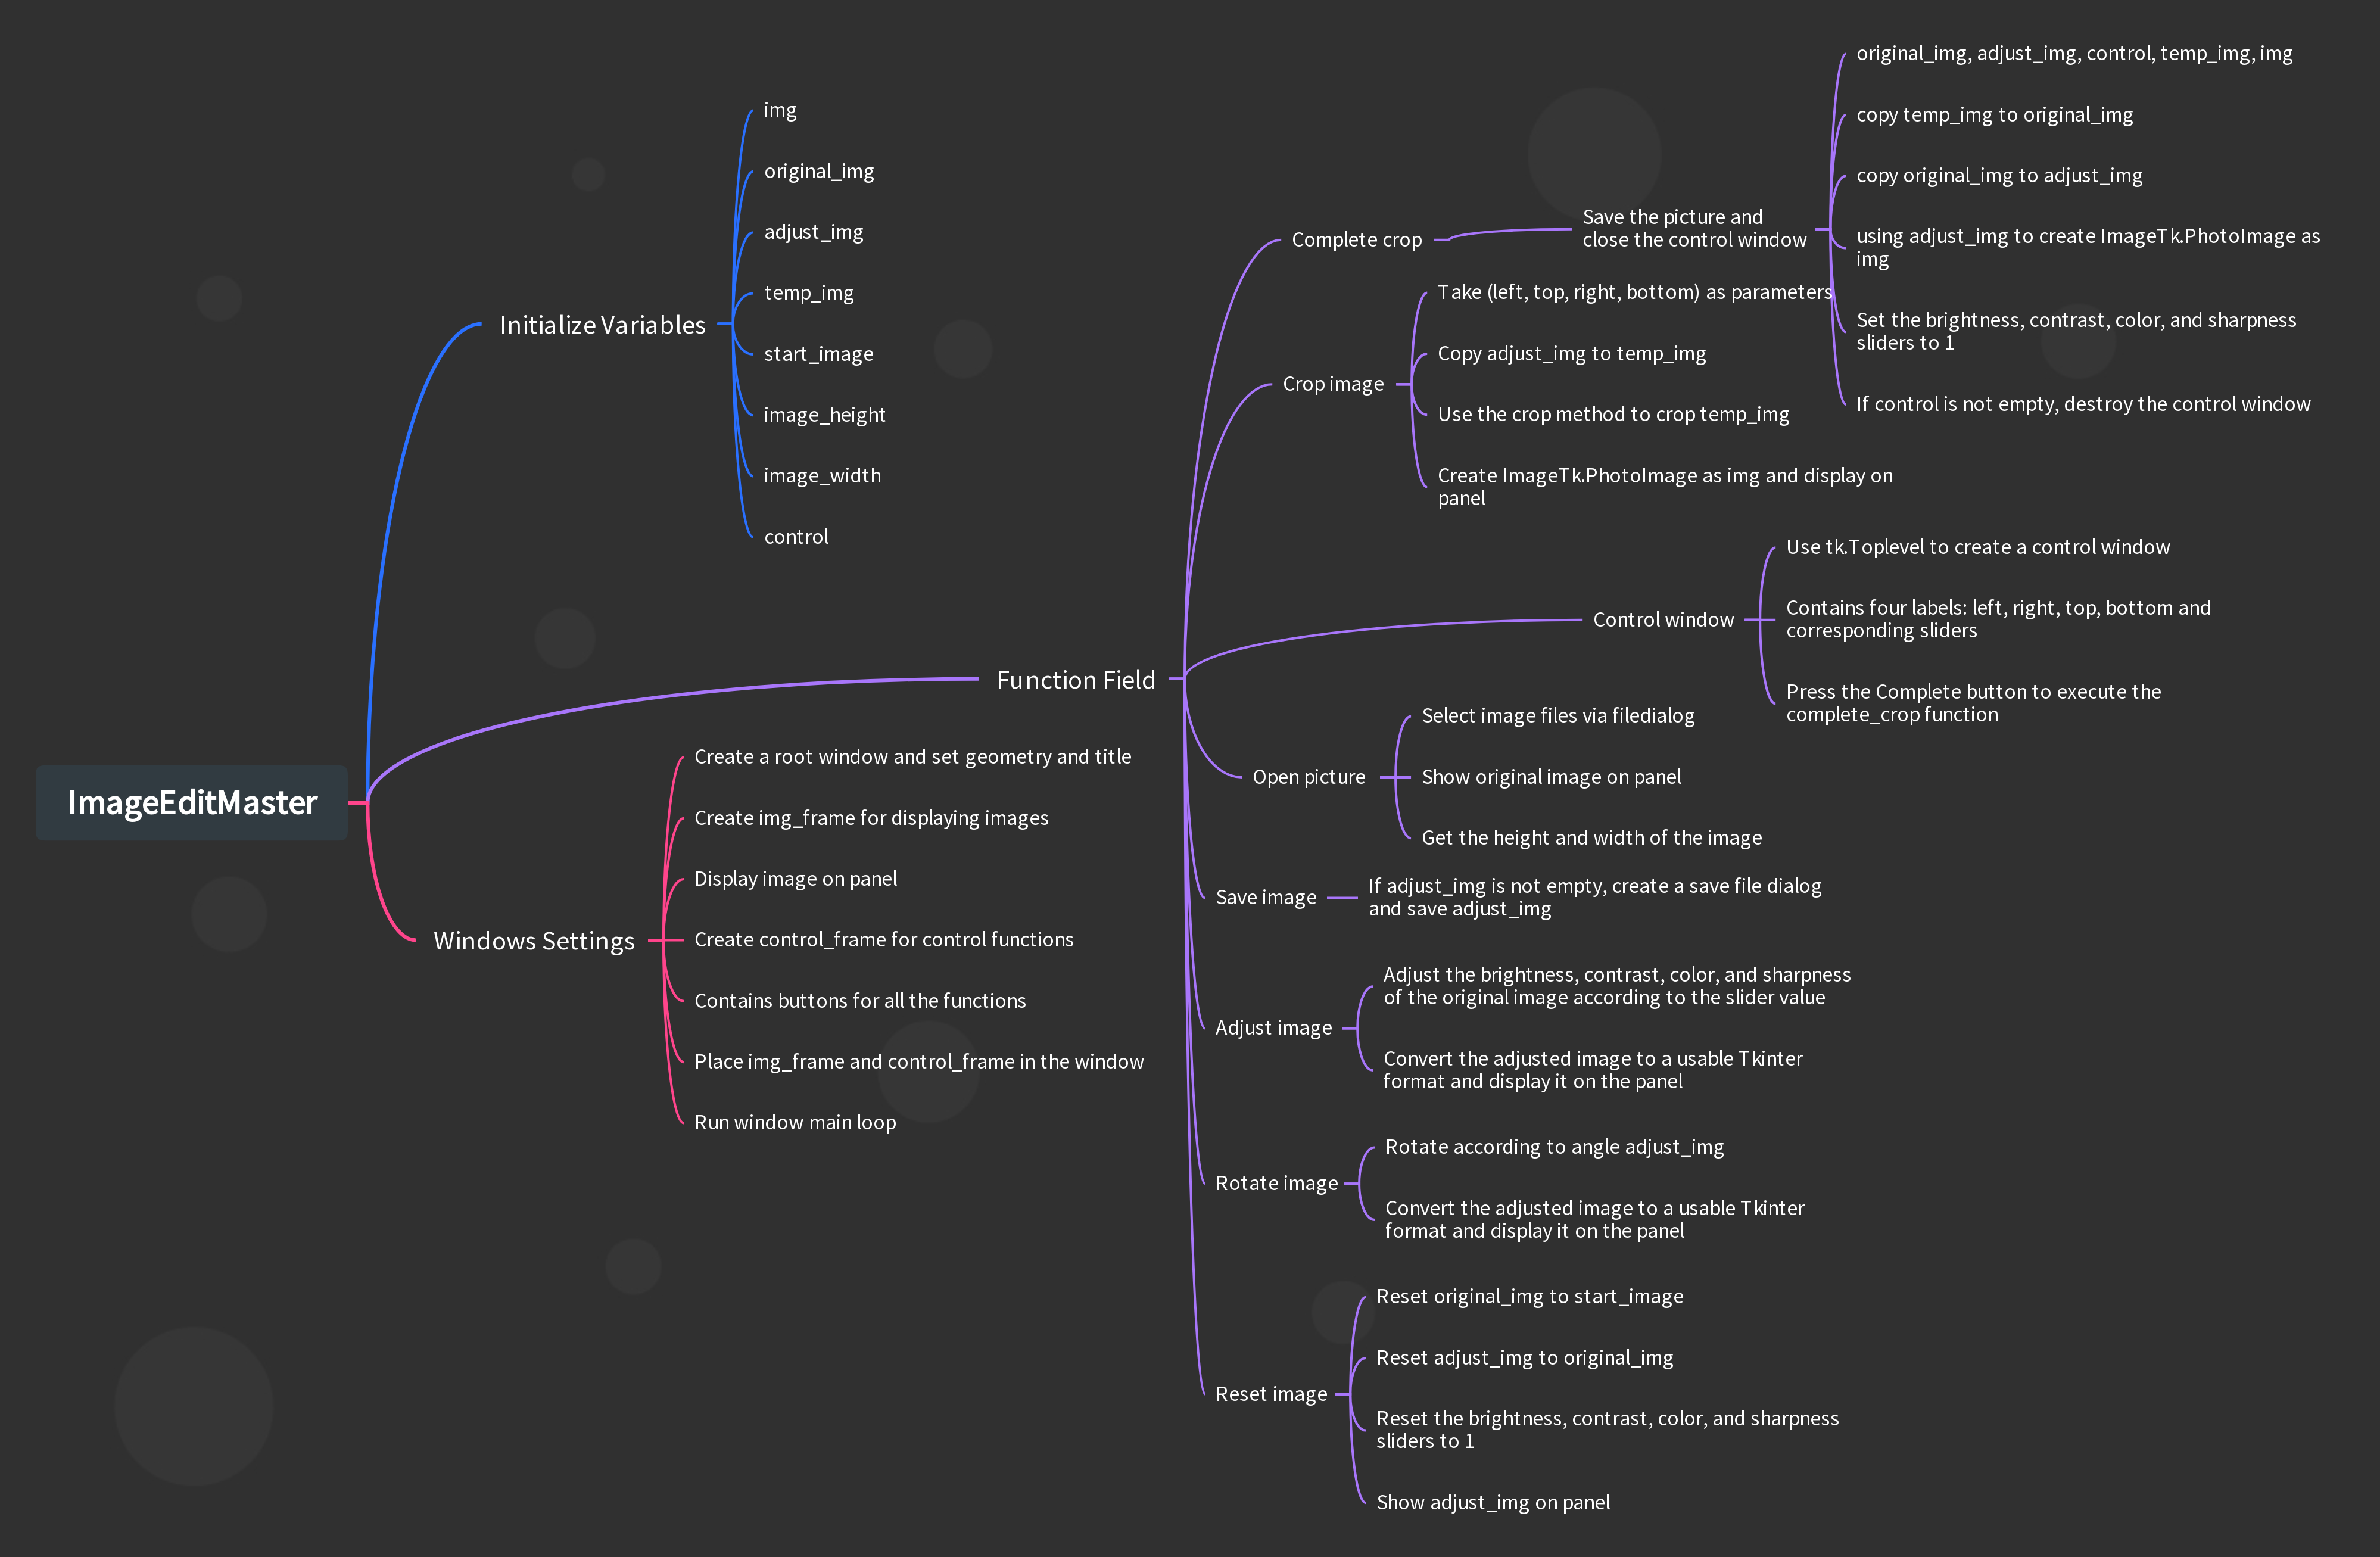 ImageEditMaster
Initialize Variables
img
original_img
adjust_img
temp_img
start_image
image_height
image_width
control
Function Field
Complete crop
Save the picture and
close the control window
original_img, adjust_img, control, temp_img, img
copy temp_img to original_img
copy original_img to adjust_img
using adjust_img to create ImageTk.PhotoImage as
img
Set the brightness, contrast, color, and sharpness
sliders to 1
If control is not empty, destroy the control window
Crop image
Take (left, top, right, bottom) as parameters
Copy adjust_img to temp_img
Use the crop method to crop temp_img
Create ImageTk.PhotoImage as img and display on
panel
Control window
Use tk.Toplevel to create a control window
Contains four labels: left, right, top, bottom and
corresponding sliders
Press the Complete button to execute the
complete_crop function
Open picture
Select image files via filedialog
Show original image on panel
Get the height and width of the image
Save image
If adjust_img is not empty, create a save file dialog
and save adjust_img
Adjust image
Adjust the brightness, contrast, color, and sharpness
of the original image according to the slider value
Convert the adjusted image to a usable Tkinter
format and display it on the panel
Rotate image
Rotate according to angle adjust_img
Convert the adjusted image to a usable Tkinter
format and display it on the panel
Reset image
Reset original_img to start_image
Reset adjust_img to original_img
Reset the brightness, contrast, color, and sharpness
sliders to 1
Show adjust_img on panel
Windows Settings
Create a root window and set geometry and title
Create img_frame for displaying images
Display image on panel
Create control_frame for control functions
Contains buttons for all the functions
Place img_frame and control_frame in the window
Run window main loop